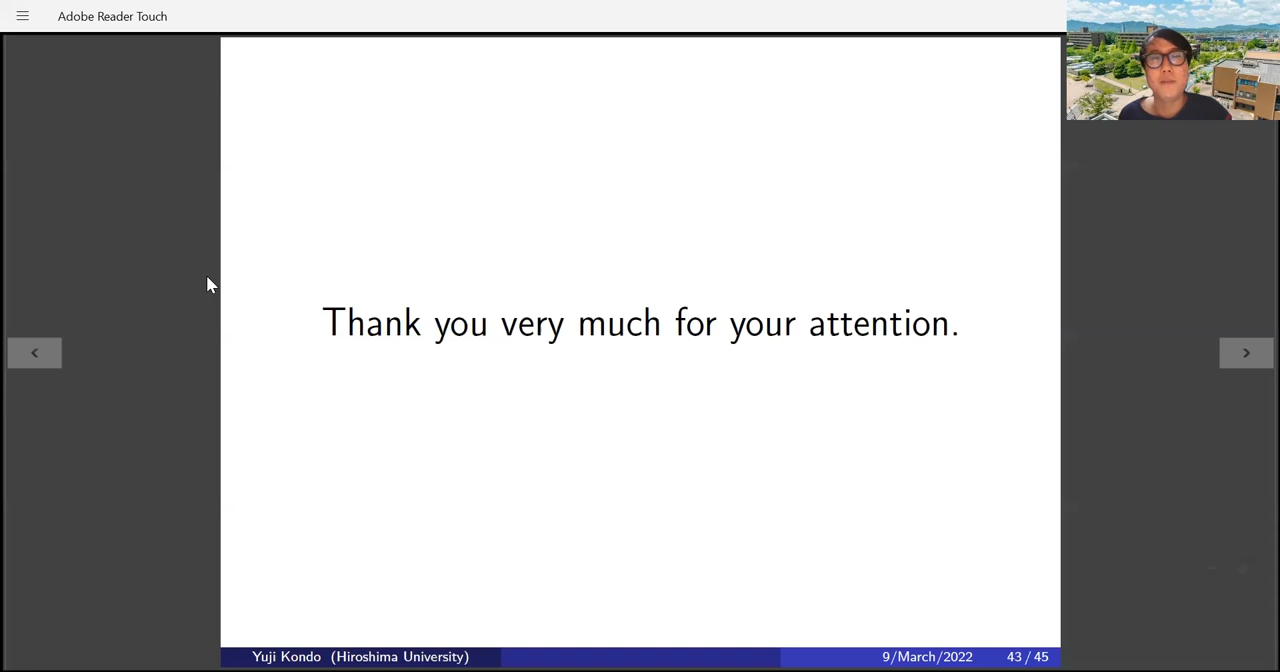 Adobe Reader Touch
Thank you very much for your attention.
Yuji Kondo (Hiroshima University)
9/March/2022
43 / 45